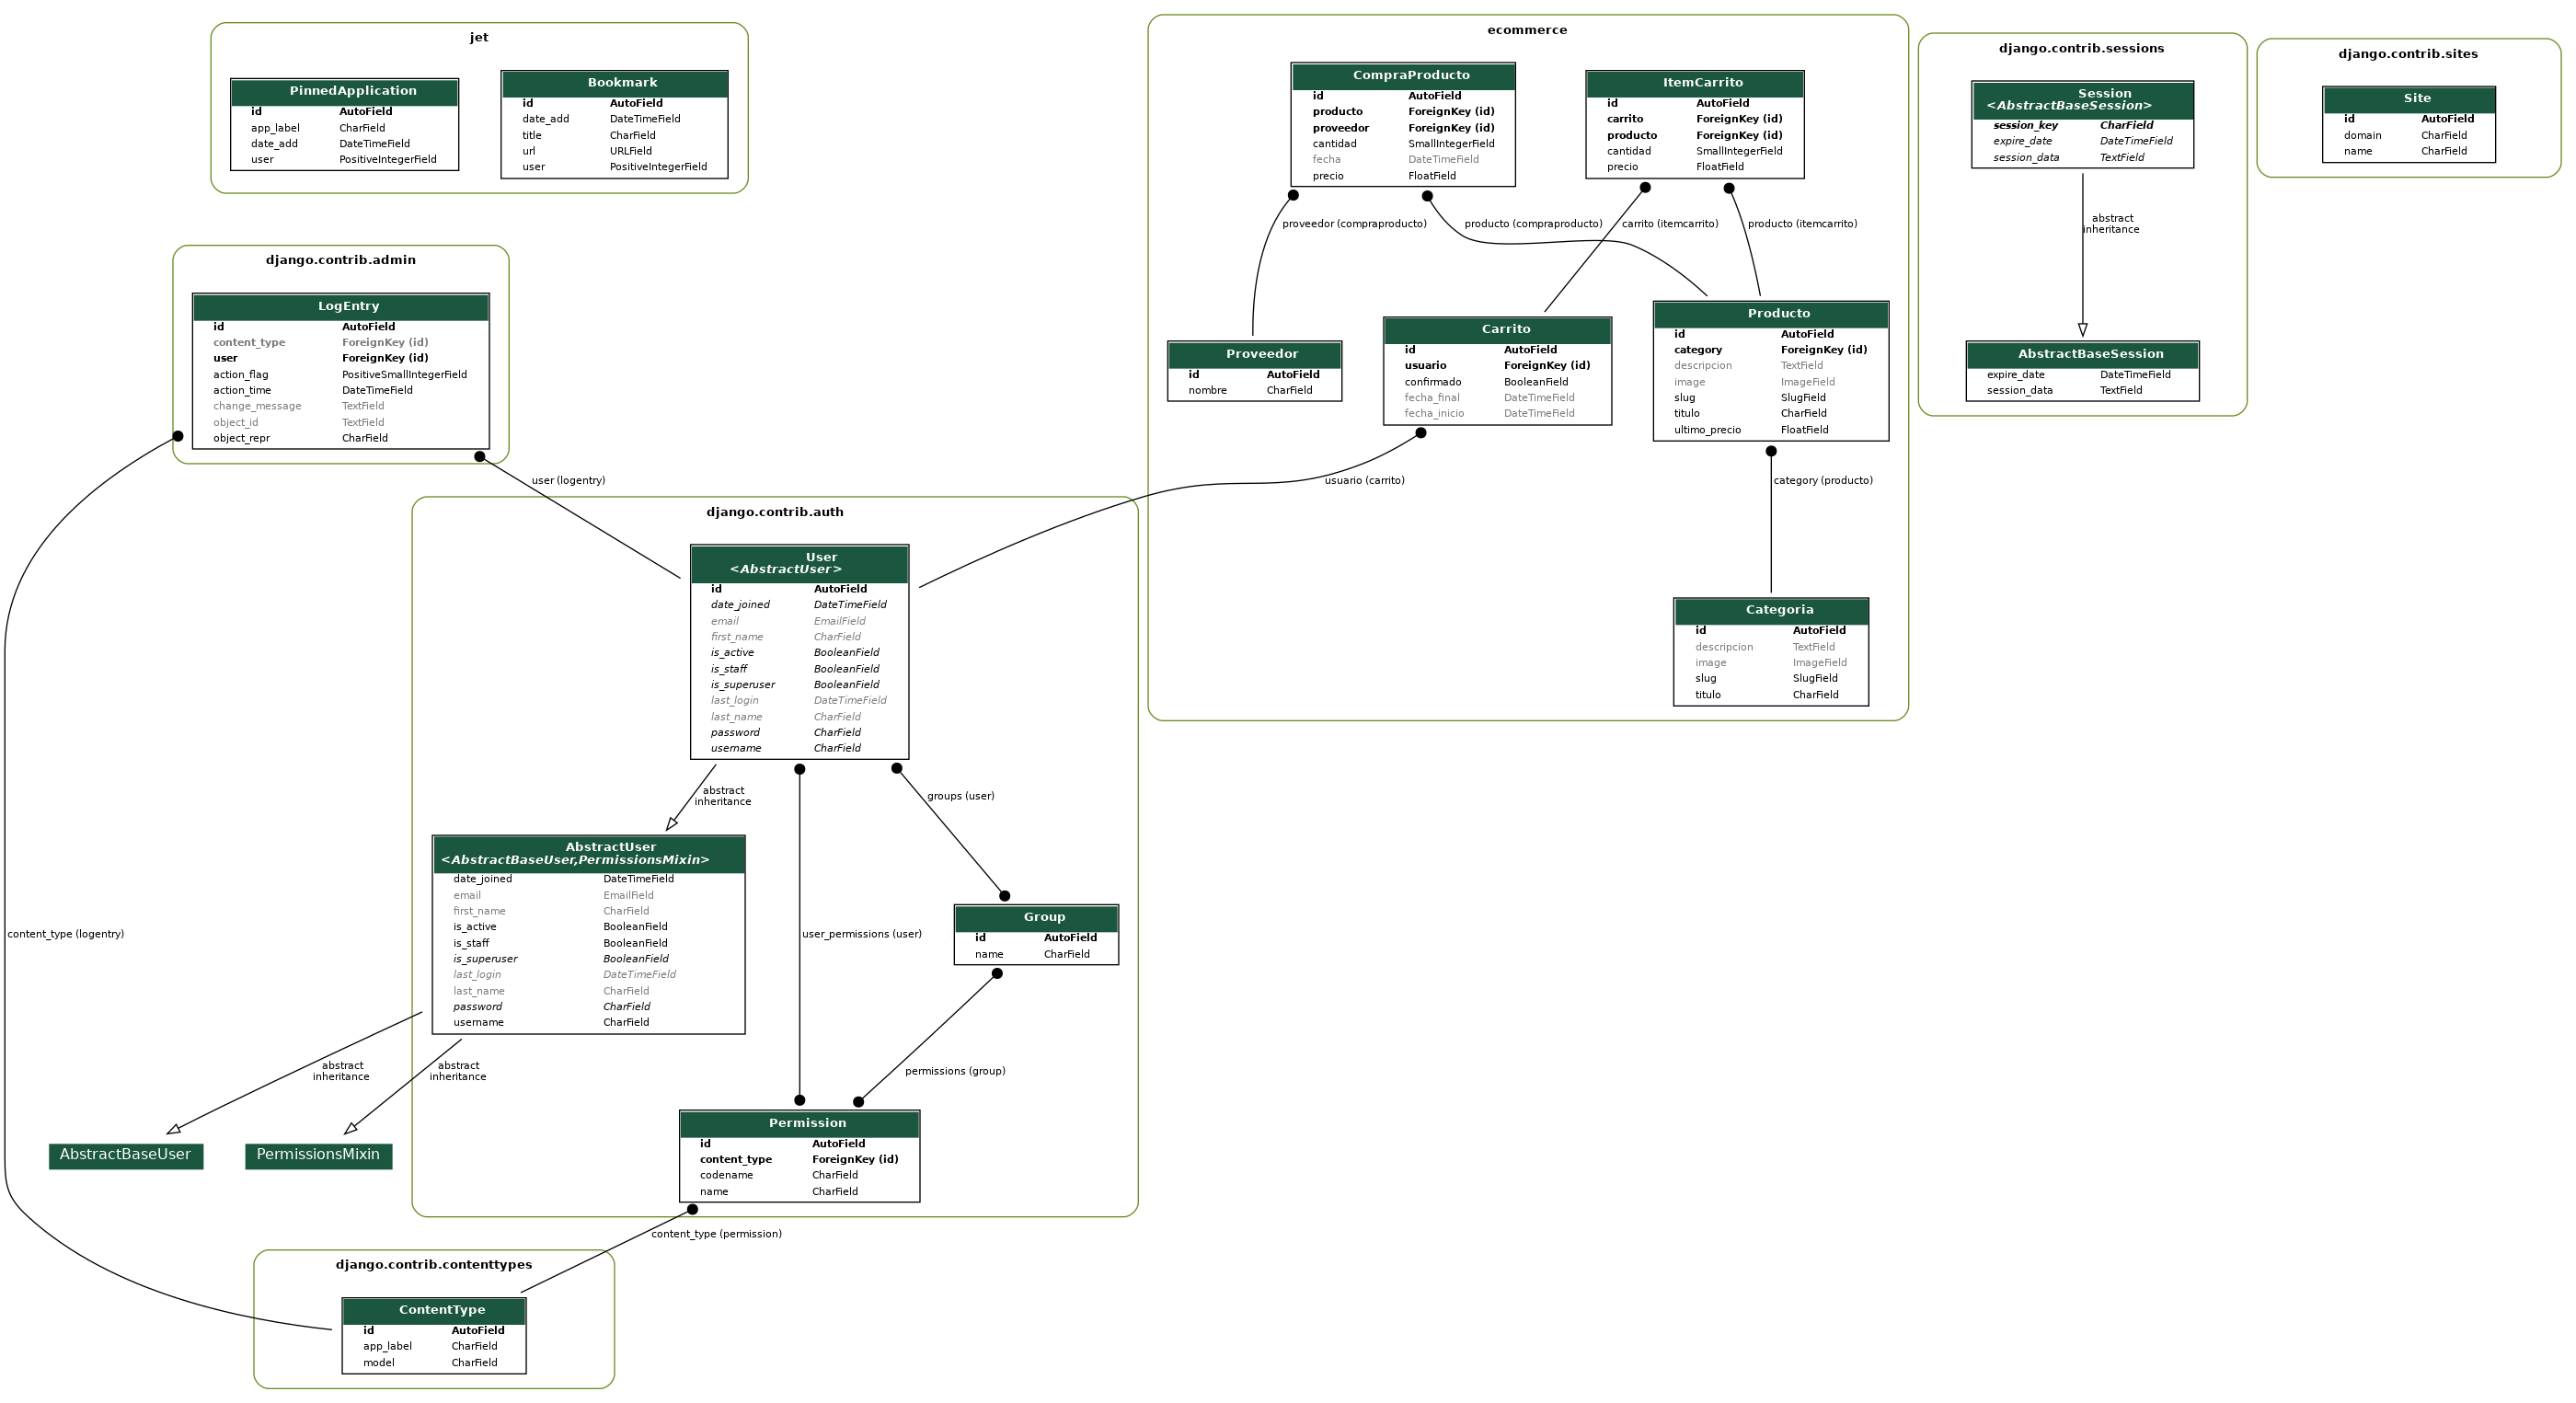 jet
PinnedApplication
id AutoField
app_label CharField
date_add DateTimeField
user PositiveIntegerField
Bookmark
id AutoField
date_add DateTimeField
title CharField
url URLField
user PositiveIntegerField
ecommerce
CompraProducto
id AutoField
producto ForeignKey (id)
proveedor ForeignKey (id)
cantidad SmallIntegerField
fecha DateTimeField
precio FloatField
ItemCarrito
id AutoField
carrito ForeignKey (id)
producto ForeignKey (id)
cantidad SmallIntegerField
precio FloatField
proveedor (compraproducto)
producto (compraproducto)
carrito (itemcarrito)
producto (itemcarrito)
Proveedor
id AutoField
nombre CharField
Carrito
id AutoField
usuario ForeignKey (id)
confirmado BooleanField
fecha_final DateTimeField
fecha_inicio DateTimeField
Producto
id AutoField
category ForeignKey (id)
descripcion TextField
image ImageField
slug SlugField
titulo CharField
ultimo_precio FloatField
usuario (carrito)
category (producto)
Categoria
id AutoField
descripcion TextField
image ImageField
slug SlugField
titulo CharField
django.contrib.sessions
Session
<AbstractBaseSession>
session_key CharField
expire_date DateTimeField
session_data TextField
abstract
inheritance
AbstractBaseSession
expire_date DateTimeField
session_data TextField
django.contrib.sites
Site
id AutoField
domain CharField
name CharField
django.contrib.admin
LogEntry
id AutoField
content_type ForeignKey (id)
user ForeignKey (id)
action_flag PositiveSmallIntegerField
action_time DateTimeField
change_message TextField
object_id TextField
object_repr CharField
user (logentry)
django.contrib.auth
User
<AbstractUser>
id AutoField
date_joined DateTimeField
email EmailField
first_name CharField
is_active BooleanField
is_staff BooleanField
is_superuser BooleanField
last_login DateTimeField
last_name CharField
password CharField
username CharField
abstract
inheritance
groups (user)
AbstractUser
<AbstractBaseUser,PermissionsMixin>
date_joined DateTimeField
email EmailField
first_name CharField
is_active BooleanField
is_staff BooleanField
is_superuser BooleanField
last_login DateTimeField
last_name CharField
password CharField
username CharField
content_type (logentry)
user_permissions (user)
Group
id AutoField
name CharField
abstract
inheritance
abstract
inheritance
permissions (group)
AbstractBaseUser
PermissionsMixin
Permission
id AutoField
content_type ForeignKey (id)
codename CharField
name CharField
content_type (permission)
django.contrib.contenttypes
ContentType
id AutoField
app_label CharField
model CharField